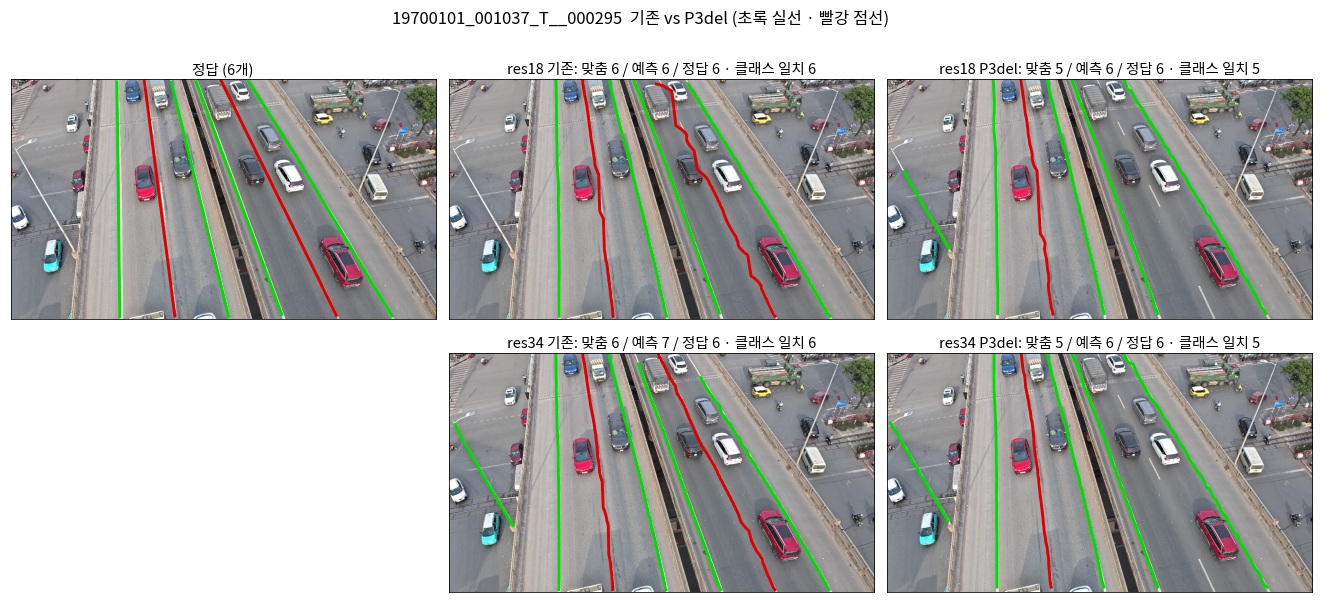 19700101_001037_T__000295 기존 vs P3del (초록 실선 · 빨강 점선)
정답 (6개)
res18 기존: 맞춤 6 / 예측 6 / 정답 6 · 클래스 일치 6
res18 P3del: 맞춤 5 / 예측 6 / 정답 6 · 클래스 일치 5
res34 기존: 맞춤 6 / 예측 7 / 정답 6 · 클래스 일치 6
res34 P3del: 맞춤 5 / 예측 6 / 정답 6 · 클래스 일치 5